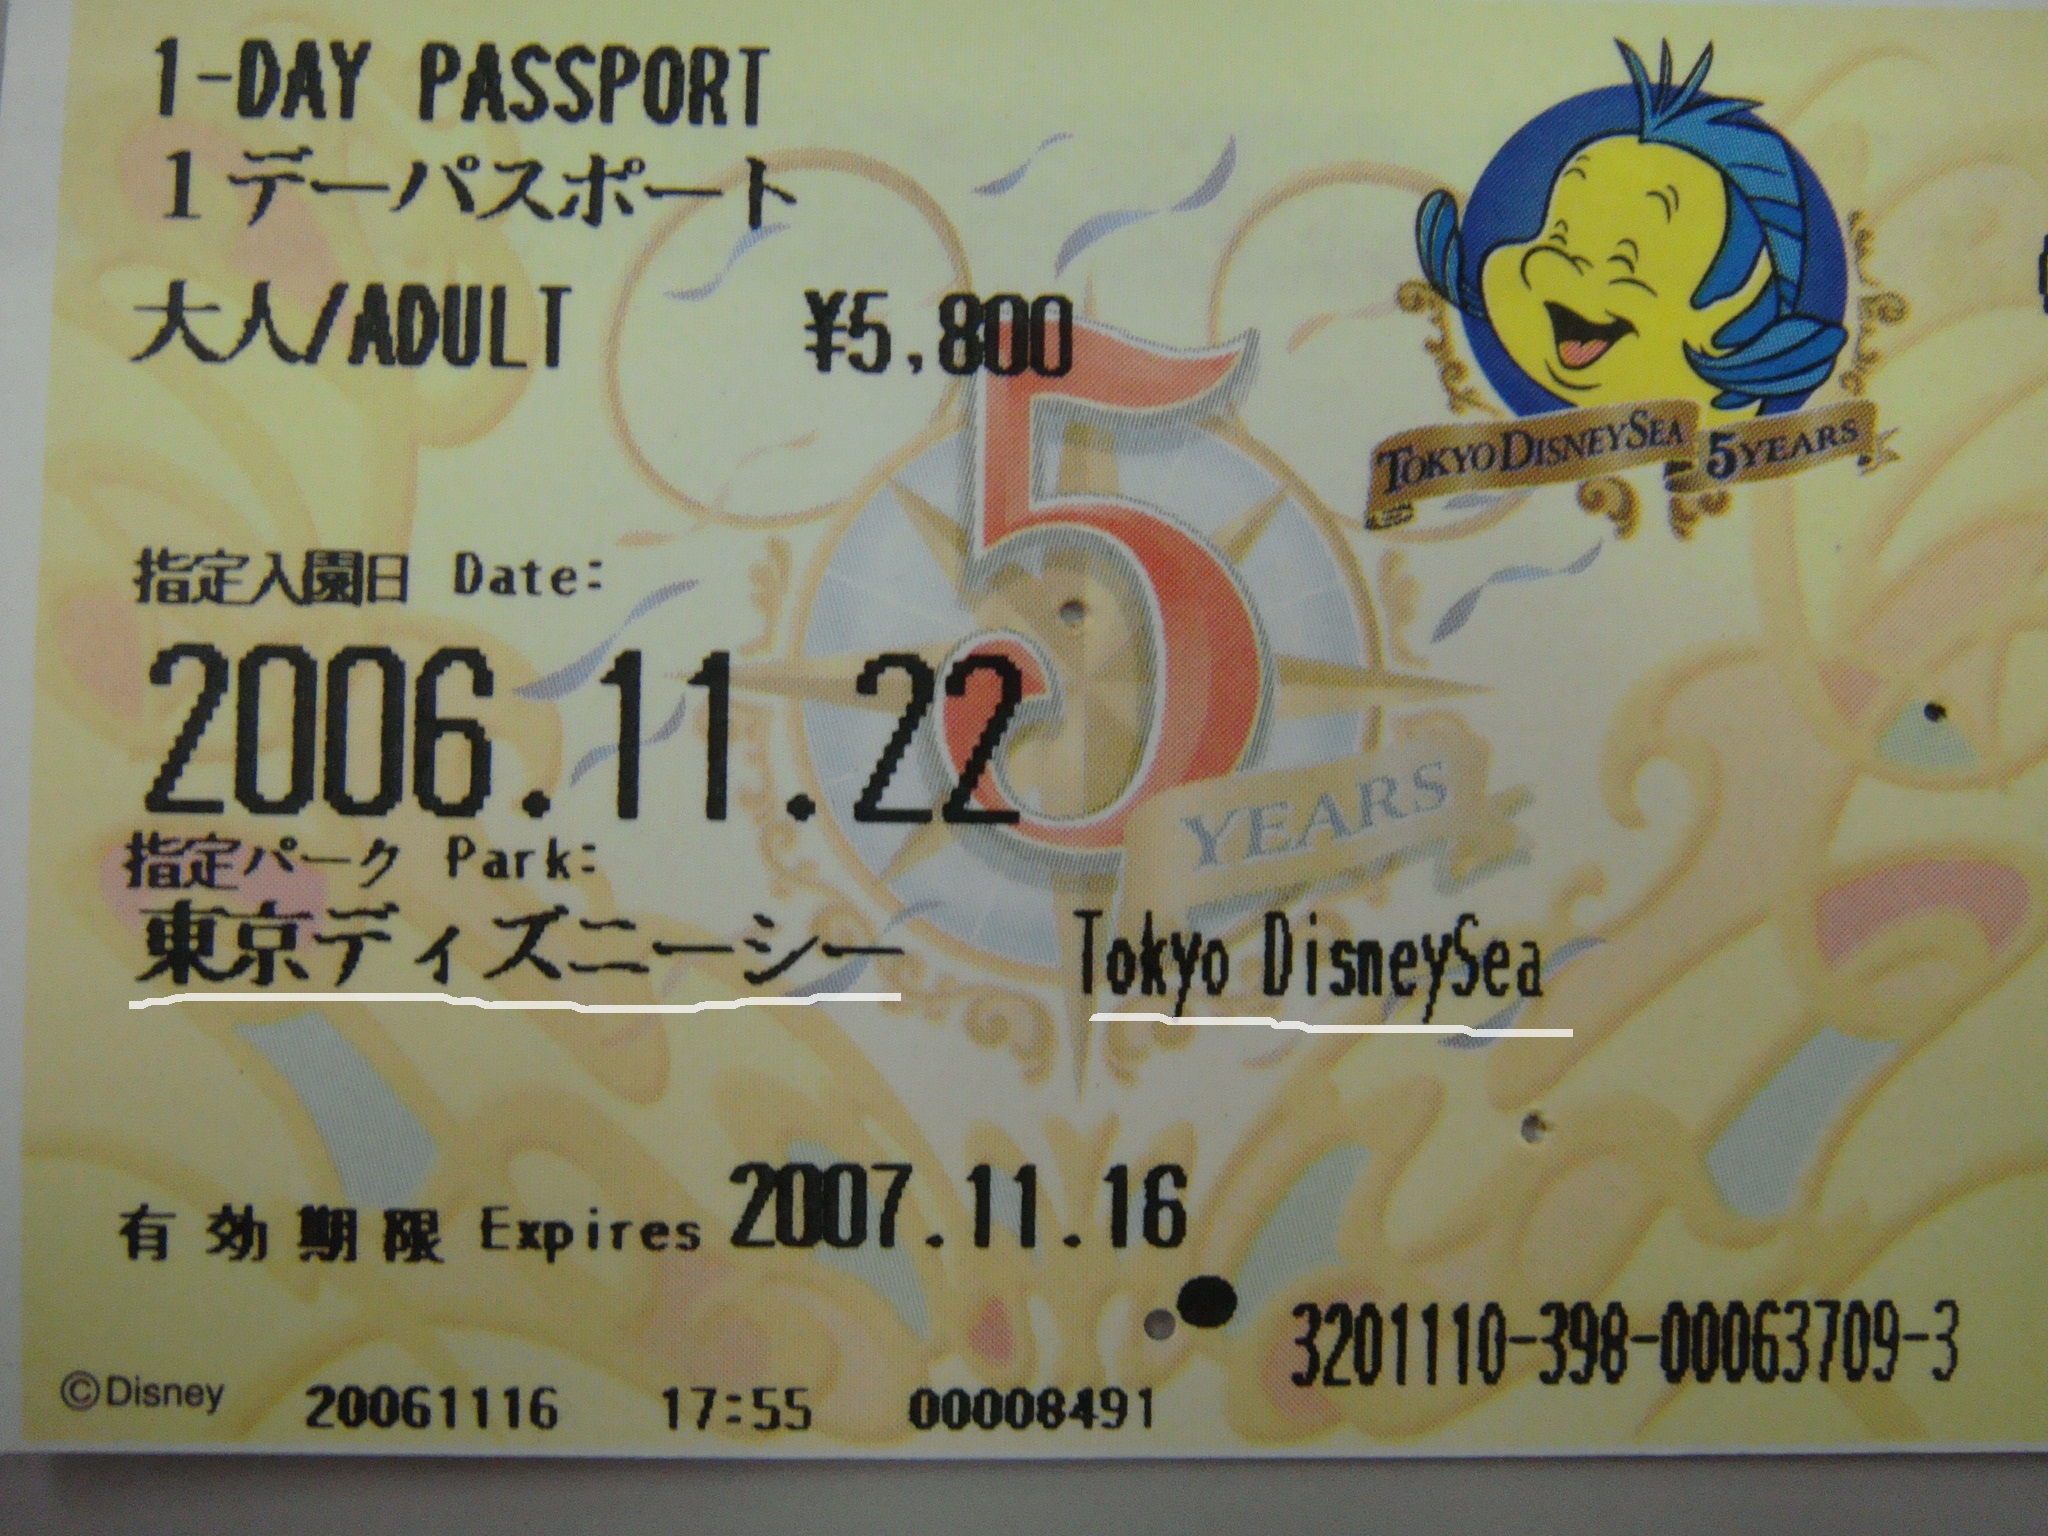 1-DAY PASSPORT
1デーパスポート
大人/ADULT ¥5,800
TOKYO DISNEYSEA 5 YEARS
指定入園日 Date:
2006.11.22
5 YEARS
指定パーク Park:
東京ディズニーシー Tokyo DisneySea
有効期限 Expires 2007.11.16
3201110-398-00063709-3
©Disney 20061116 17:55 00008491